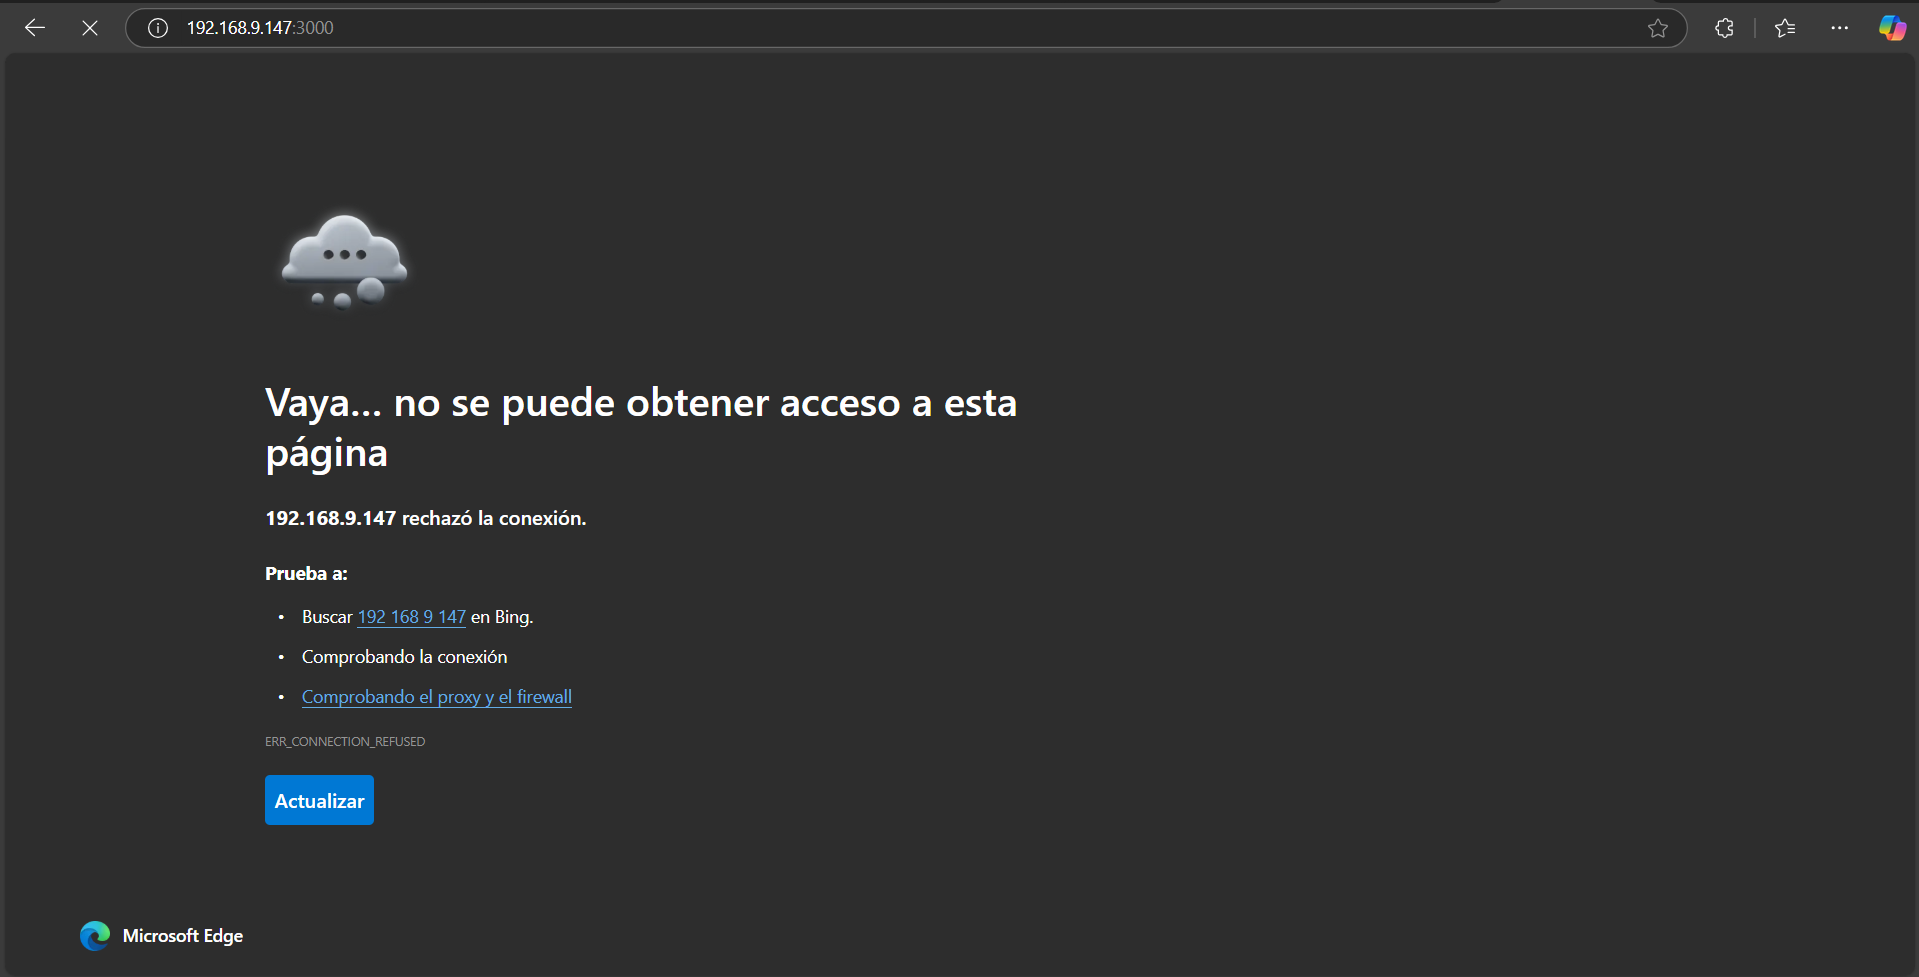 192.168.9.147:3000
Vaya... no se puede obtener acceso a esta
página
192.168.9.147 rechazó la conexión.
Prueba a:
• Buscar 192 168 9 147 en Bing.
• Comprobando la conexión
• Comprobando el proxy y el firewall
ERR_CONNECTION_REFUSED
Actualizar
Microsoft Edge